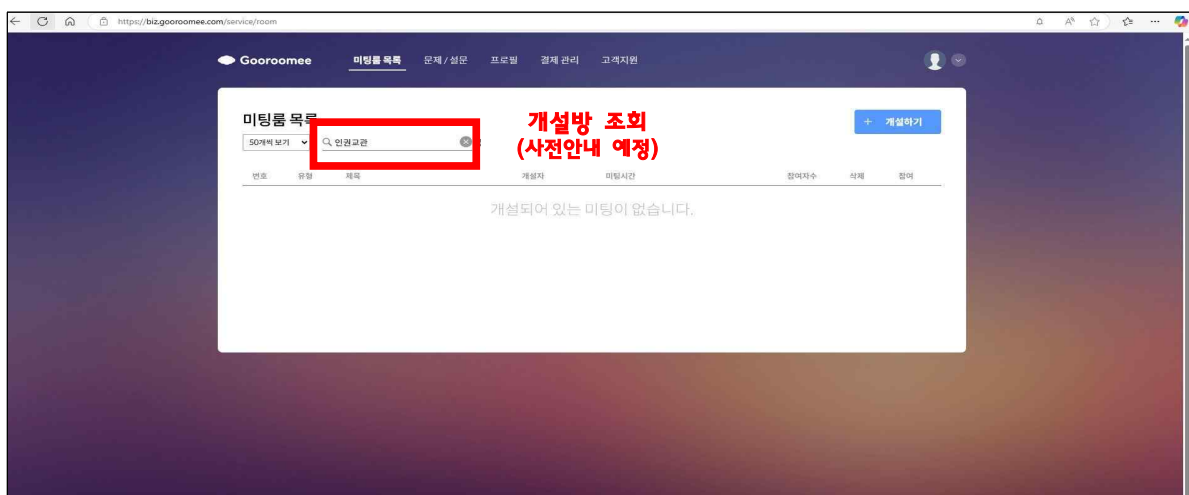 https://biz.gooroomee.com/service/room
Gooroomee 미팅룸 목록 문제 / 설문 프로필 결제 관리 고객지원
미팅룸 목록
개설방 조회
+ 개설하기
50개씩 보기 인권교관
(사전안내 예정)
번호 유형 제목 개설자 미팅시간 참여자수 삭제 참여
개설되어 있는 미팅이 없습니다.